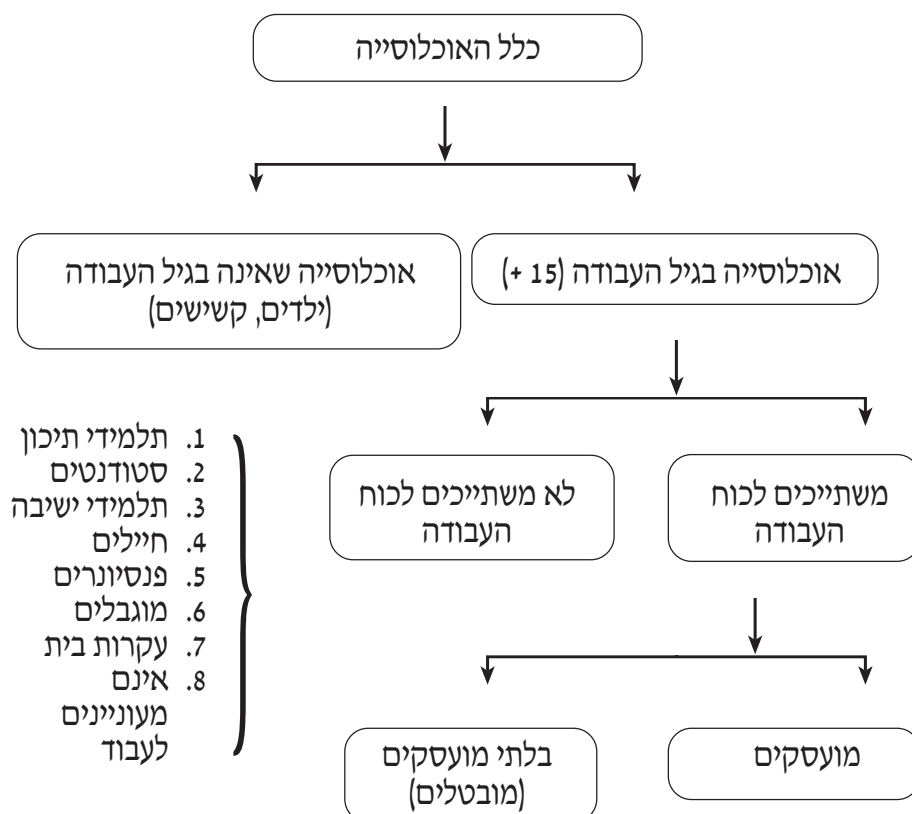 כלל האוכלוסייה
אוכלוסייה בגיל העבודה (15 +)
אוכלוסייה שאינה בגיל העבודה
(ילדים, קשישים)
משתייכים לכוח
העבודה
לא משתייכים לכוח
העבודה
1. תלמידי תיכון
2. סטודנטים
3. תלמידי ישיבה
4. חיילים
5. פנסיונרים
6. מוגבלים
7. עקרות בית
8. אינם
מעוניינים
לעבוד
מועסקים
בלתי מועסקים
(מובטלים)